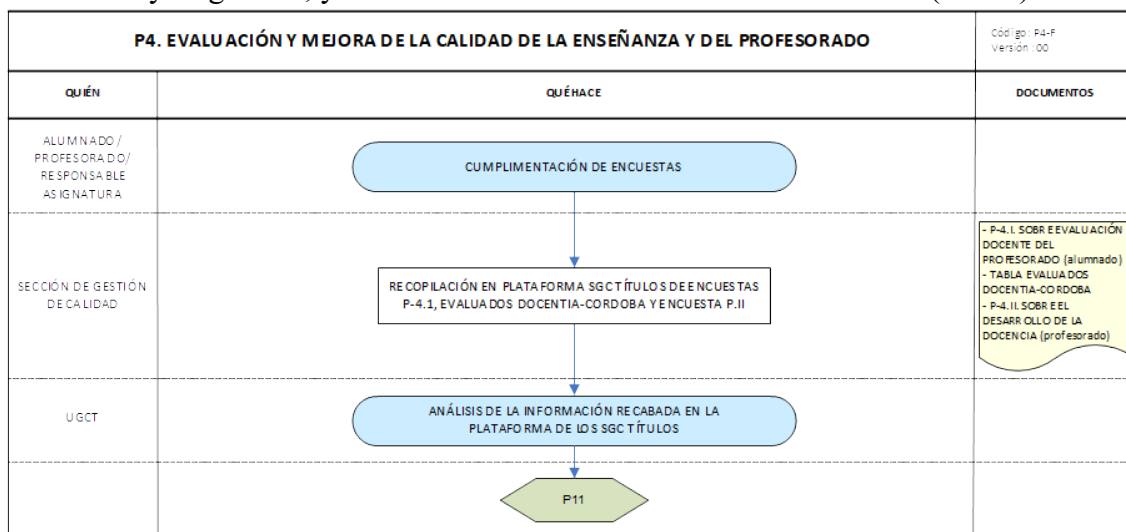 P4. EVALUACIÓN Y MEJORA DE LA CALIDAD DE LA ENSEÑANZA Y DEL PROFESORADO
Código: P4-F
Versión: 00
QUIÉN
QUÉ HACE
DOCUMENTOS
ALUMNADO/
PROFESORADO/
RESPONSABLE
ASIGNATURA
CUMPLIMENTACIÓN DE ENCUESTAS
SECCIÓN DE GESTIÓN
DE CALIDAD
RECOPILACIÓN EN PLATAFORMA SGC TÍTULOS DE ENCUESTAS
P-4.1, EVALUADOS DOCENTIA-CORDOBA Y ENCUESTA P.II
- P-4.I. SOBRE EVALUACIÓN
DOCENTE DEL
PROFESORADO (alumnado)
- TABLA EVALUADOS
DOCENTIA-CORDOBA
- P-4.II. SOBRE EL
DESARROLLO DE LA
DOCENCIA (profesorado)
UGCT
ANÁLISIS DE LA INFORMACIÓN RECABADA EN LA
PLATAFORMA DE LOS SGC TÍTULOS
P11